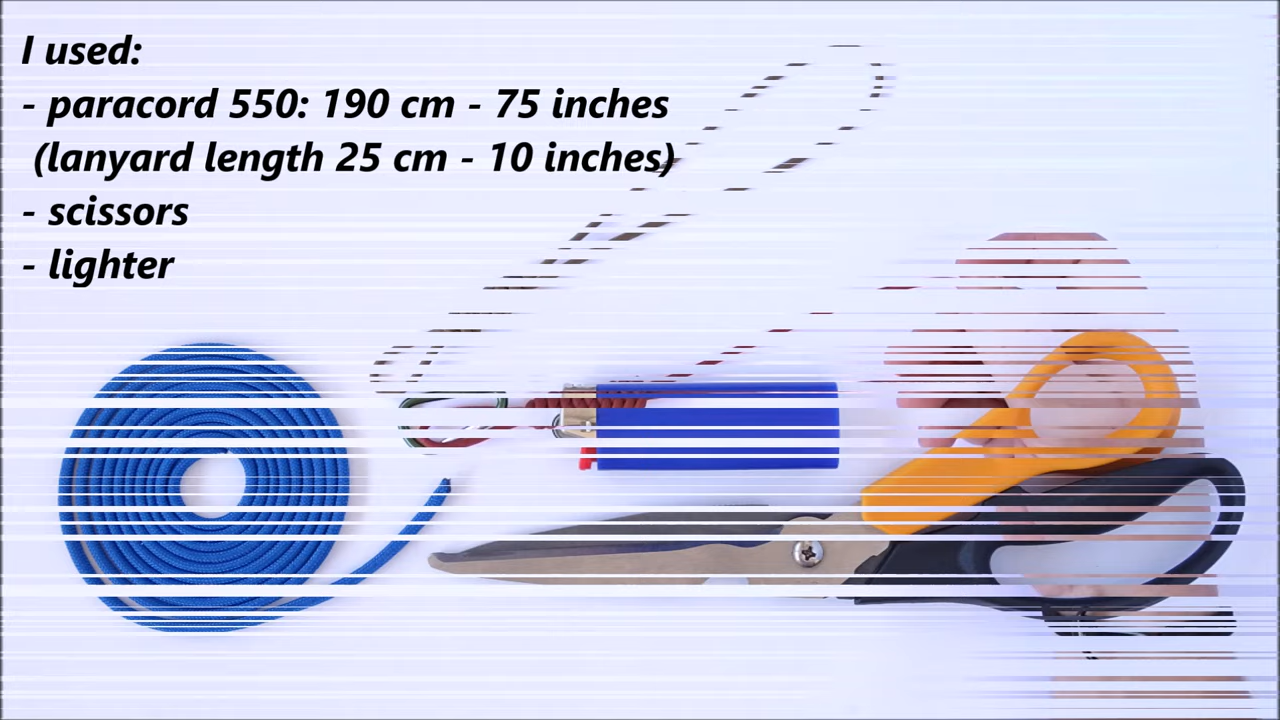 I used:
- paracord 550: 190 cm - 75 inches
(lanyard length 25 cm - 10 inches)
- scissors
- lighter